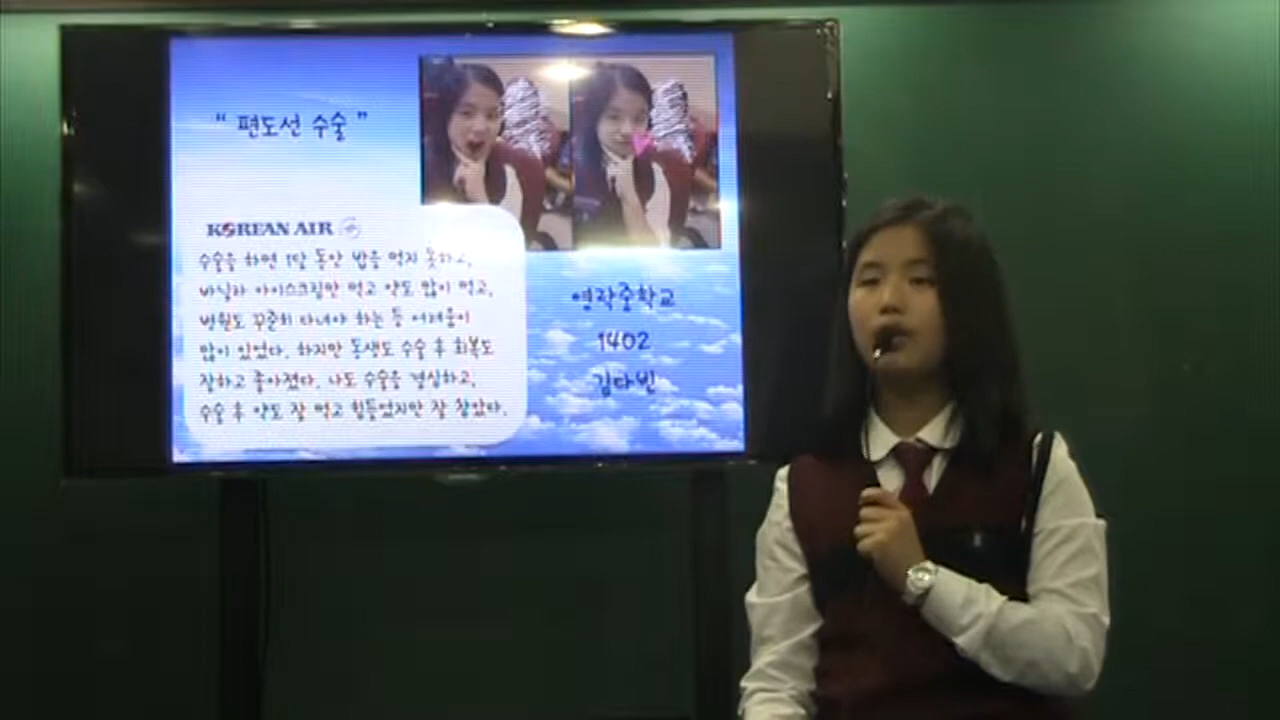 “ 편도선 수술 ”
KOREAN AIR
수술을 하면 1달 동안 밥을 먹지 못하고,
바닐라 아이스크림만 먹고 약도 많이 먹고,
병원도 꾸준히 다녀야 하는 등 어려움이
많이 있었다. 하지만 동생도 수술 후 회복도
잘하고 좋아졌다. 나도 수술을 결심하고,
수술 후 약도 잘 먹고 힘들었지만 잘 참았다.
영락중학교
1402
김다빈